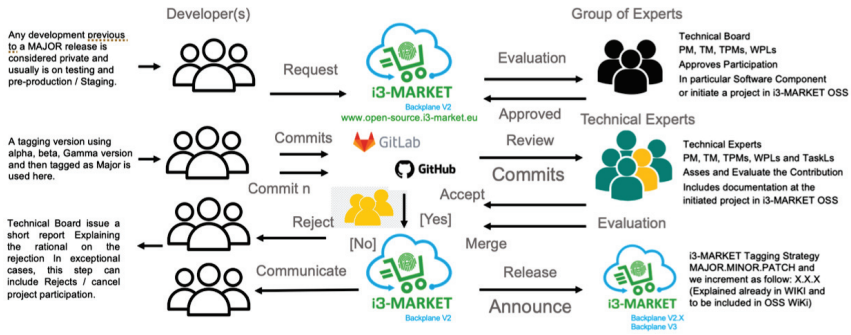 Developer(s)
Group of Experts
Any development previous
to a MAJOR release is
considered private and
usually is on testing and
pre-production / Staging.
Request
i3-MARKET
Backplane V2
www.open-source.i3-market.eu
Evaluation
Approved
Technical Board
PM, TM, TPMs, WPLs
Approves Participation
In particular Software Component
or initiate a project in i3-MARKET OSS
Technical Experts
A tagging version using
alpha, beta, Gamma version
and then tagged as Major is
used here.
Commits
Commit n
GitLab
GitHub
Review
Commits
Technical Experts
PM, TM, TPMs, WPLs and TaskLs
Asses and Evaluate the Contribution
Includes documentation at the
initiated project in i3-MARKET OSS
Accept
Evaluation
Technical Board issue a
short report Explaining
the rational on the
rejection In exceptional
cases, this step can
include Rejects / cancel
project participation.
Reject
[Yes]
[No]
Merge
Communicate
i3-MARKET
Backplane V2
Release
Announce
i3-MARKET
Backplane V2.X
Backplane V3
i3-MARKET Tagging Strategy
MAJOR.MINOR.PATCH and
we increment as follow: X.X.X
(Explained already in WIKI and
to be included in OSS WiKi)